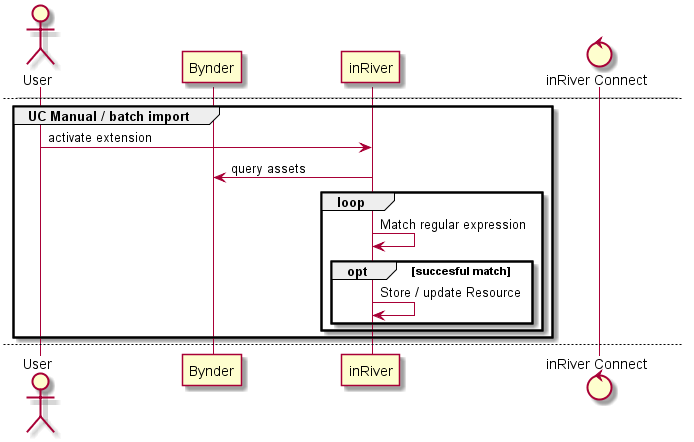 User
Bynder
inRiver
inRiver Connect
UC Manual / batch import
activate extension
query assets
loop
Match regular expression
opt
[succesful match]
Store / update Resource
User
Bynder
inRiver
inRiver Connect